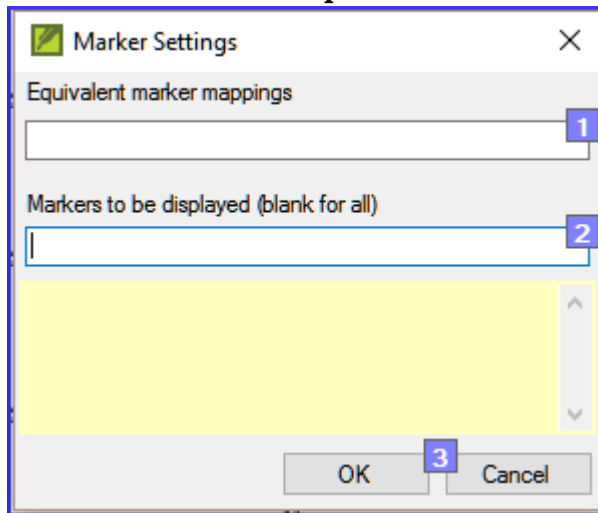 Marker Settings
Equivalent marker mappings
1
Markers to be displayed (blank for all)
2
OK
3
Cancel